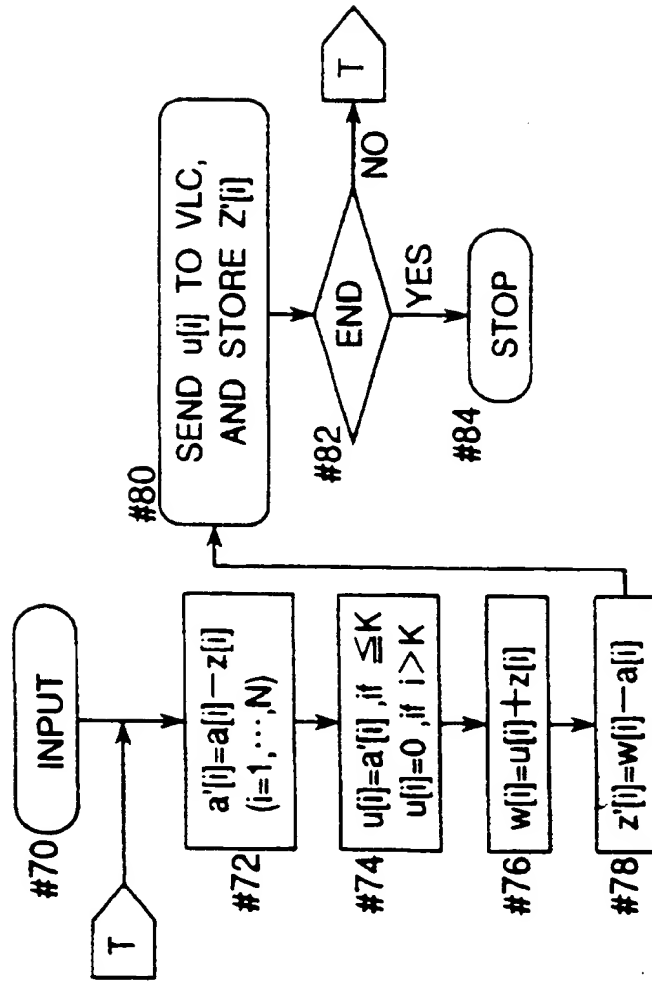 #70
INPUT
T
#72
a'[i]=a[i]−z[i]
(i=1,⋯,N)
#74
u[i]=a'[i] ,if ≦K
u[i]=0 ,if i>K
#76
w[i]=u[i]+z[i]
#78
z'[i]=w[i]−a[i]
#80
SEND u[i] TO VLC,
AND STORE Z'[i]
#82
END
NO
T
YES
#84
STOP